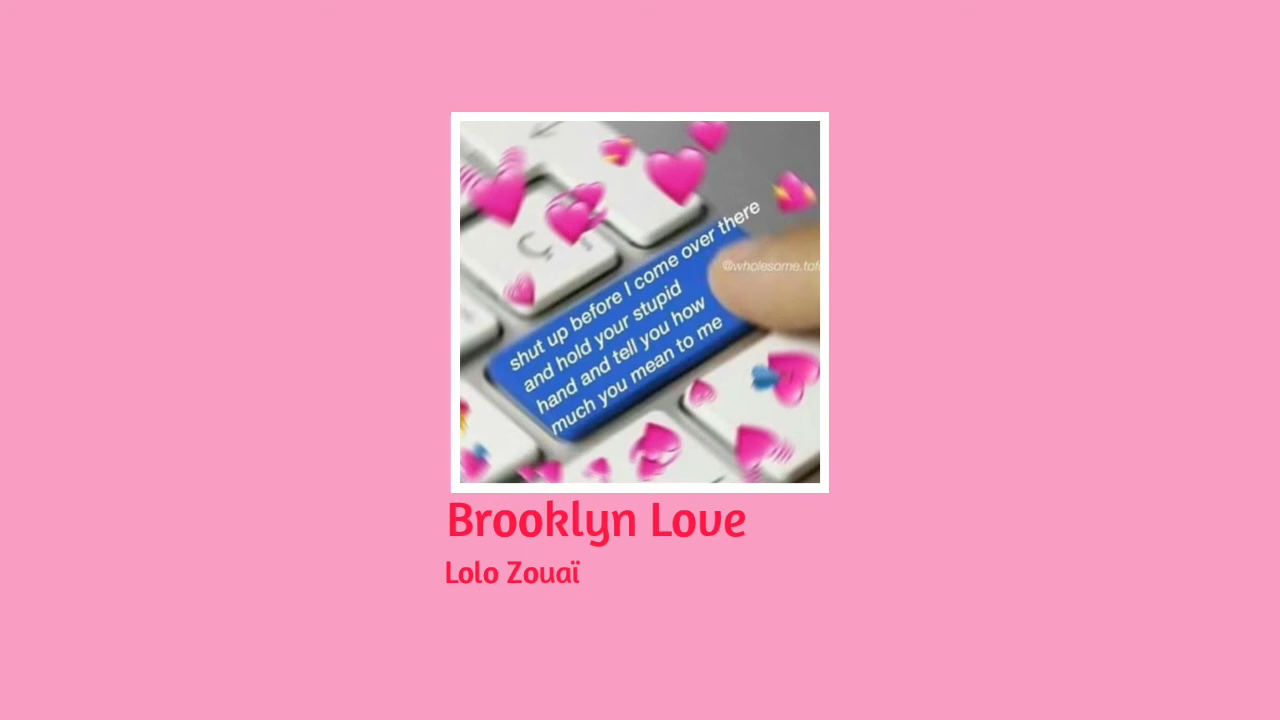 shut up before I come over there
and hold your stupid
hand and tell you how
much you mean to me
Brooklyn Love
Lolo Zouaï